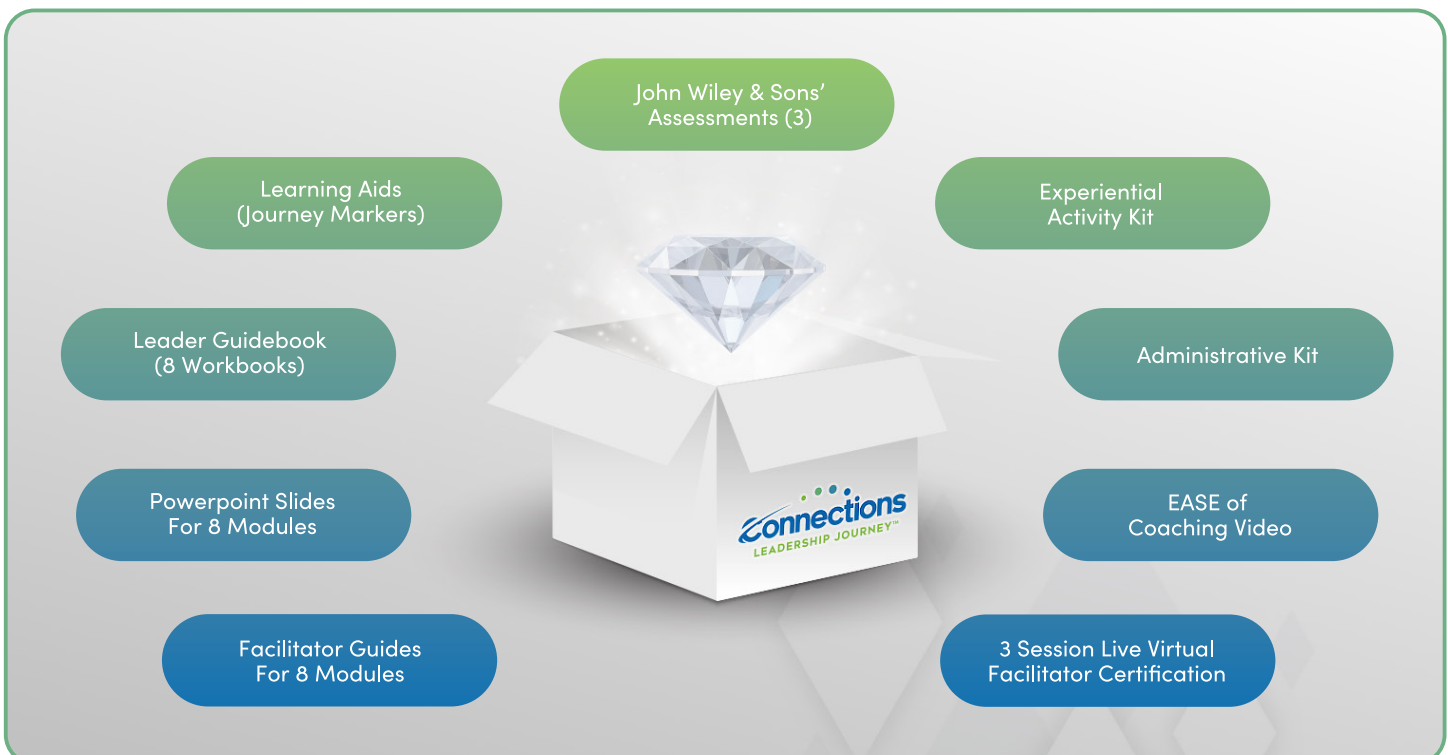 John Wiley & Sons’
Assessments (3)
Learning Aids
(Journey Markers)
Experiential
Activity Kit
Leader Guidebook
(8 Workbooks)
Administrative Kit
Powerpoint Slides
For 8 Modules
EASE of
Coaching Video
connections
LEADERSHIP JOURNEY™
Facilitator Guides
For 8 Modules
3 Session Live Virtual
Facilitator Certification